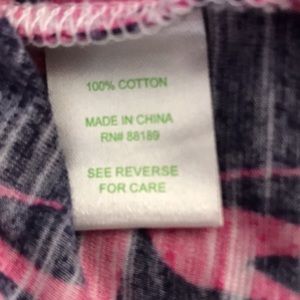 100% COTTON
MADE IN CHINA
RN# 88189
SEE REVERSE
FOR CARE